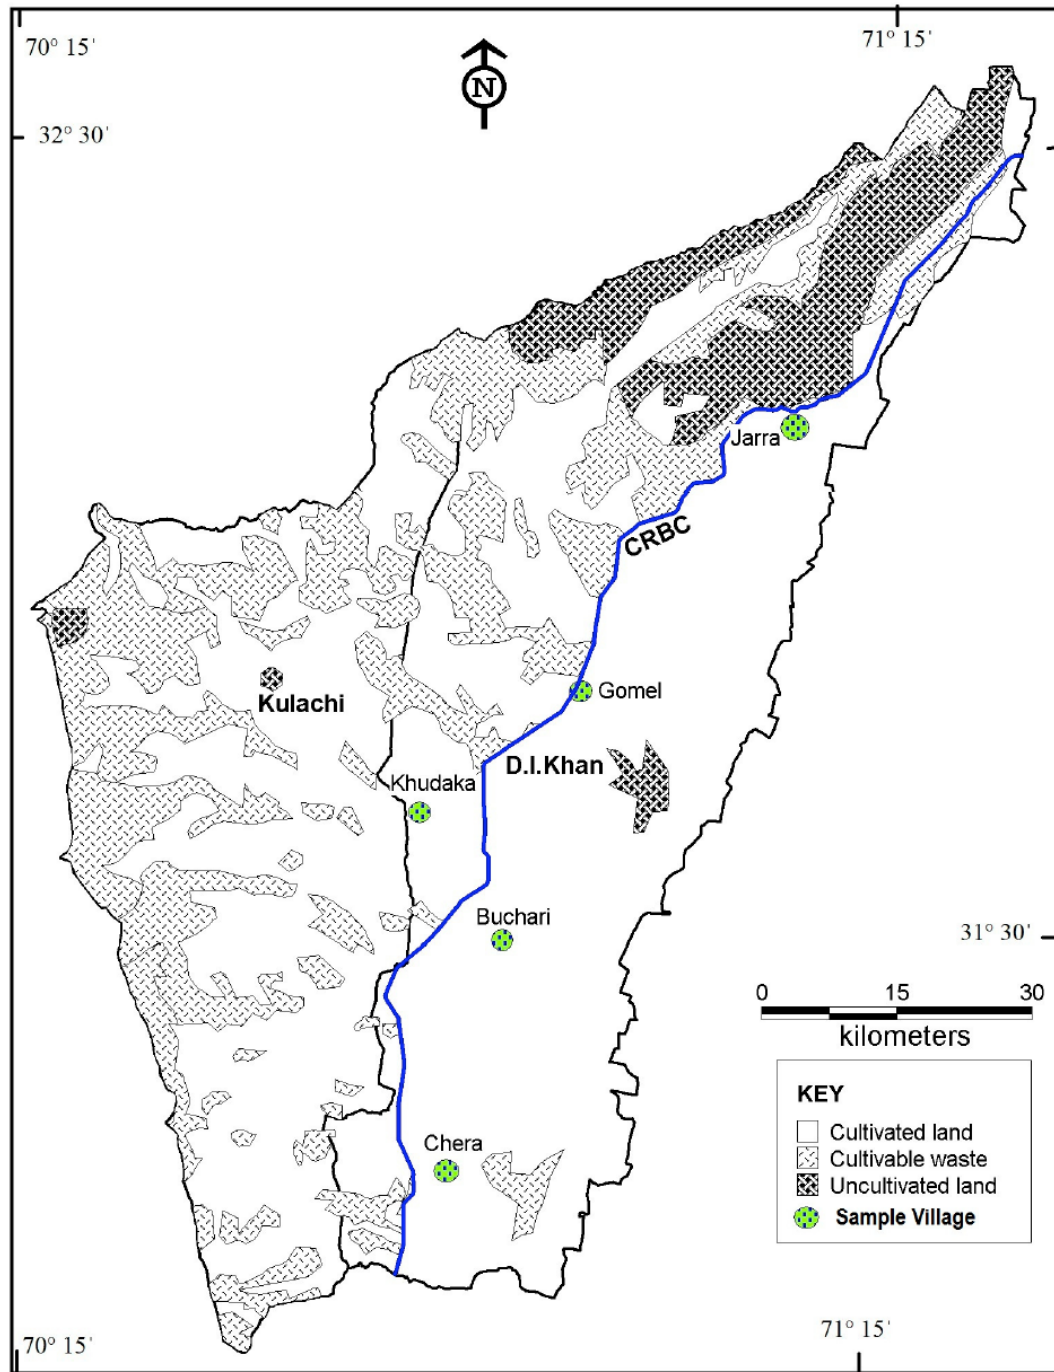 70° 15'
71° 15'
N
32° 30'
Jarra
CRBC
Gomel
Kulachi
D.I.Khan
Khudaka
Buchari
31° 30'
0 15 30
kilometers
KEY
Cultivated land
Cultivable waste
Uncultivated land
Sample Village
Chera
71° 15'
70° 15'